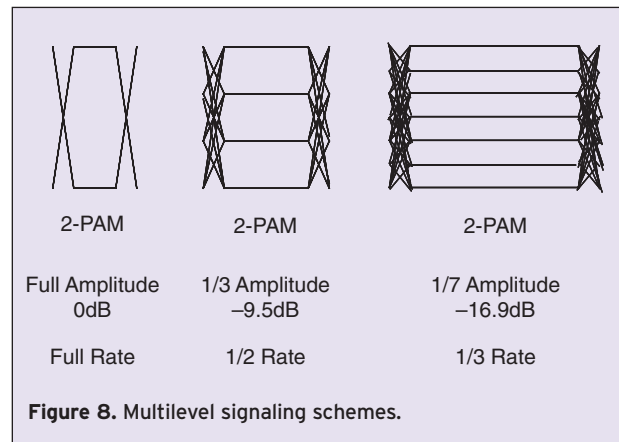 2-PAM 2-PAM 2-PAM
Full Amplitude 1/3 Amplitude 1/7 Amplitude
0dB –9.5dB –16.9dB
Full Rate 1/2 Rate 1/3 Rate
Figure 8. Multilevel signaling schemes.